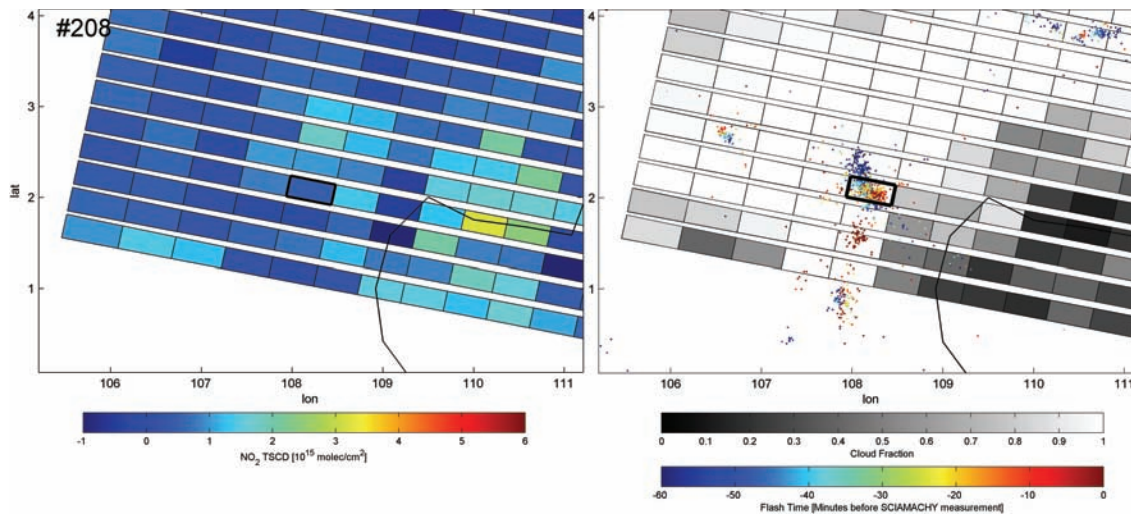 #208
4
3
2
1
lat
106 107 108 109 110 111
lon
106 107 108 109 110 111
lon
-1 0 1 2 3 4 5 6
NO2 TSCD [10^15 molec/cm^2]
0 0.1 0.2 0.3 0.4 0.5 0.6 0.7 0.8 0.9 1
Cloud Fraction
-60 -50 -40 -30 -20 -10 0
Flash Time [Minutes before SCIAMACHY measurement]
4
3
2
1